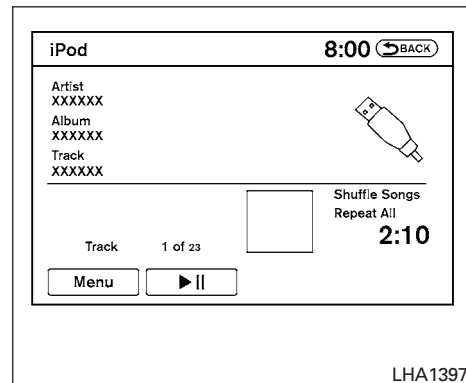 iPod 8:00 BACK
Artist
XXXXXX
Album
XXXXXX
Track
XXXXXX
Shuffle Songs
Repeat All
2:10
Track 1 of 23
Menu
LHA1397